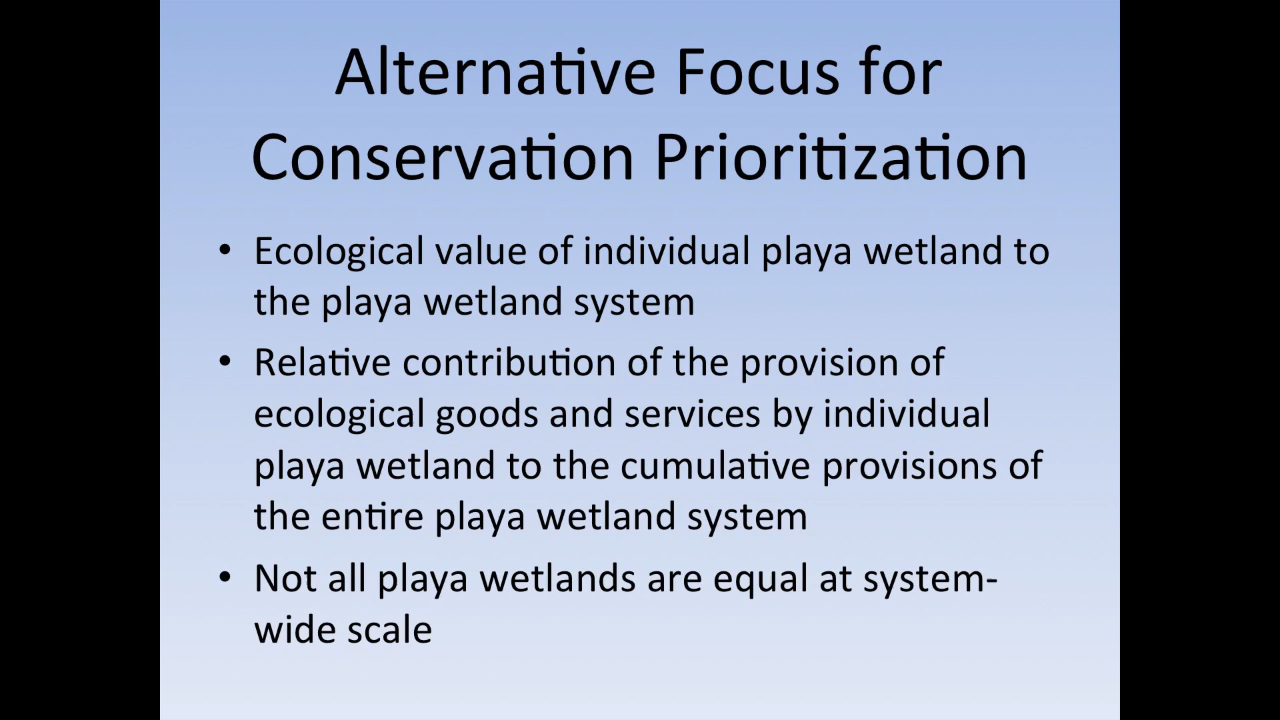 Alternative Focus for
Conservation Prioritization
• Ecological value of individual playa wetland to
the playa wetland system
• Relative contribution of the provision of
ecological goods and services by individual
playa wetland to the cumulative provisions of
the entire playa wetland system
• Not all playa wetlands are equal at system-
wide scale